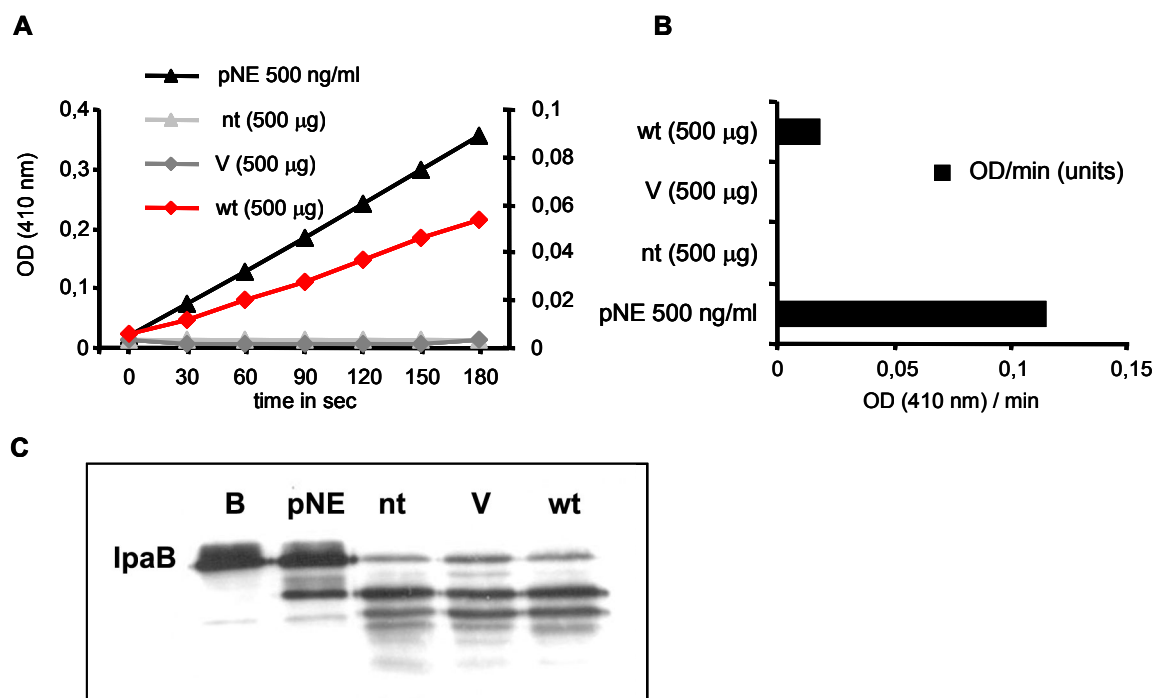 A
pNE 500 ng/ml
nt (500 µg)
V (500 µg)
wt (500 µg)
OD (410 nm)
0,4
0,3
0,2
0,1
0
0,1
0,08
0,06
0,04
0,02
0
0 30 60 90 120 150 180
time in sec
B
wt (500 µg)
V (500 µg)
nt (500 µg)
pNE 500 ng/ml
OD/min (units)
0 0,05 0,1 0,15
OD (410 nm) / min
C
B pNE nt V wt
IpaB